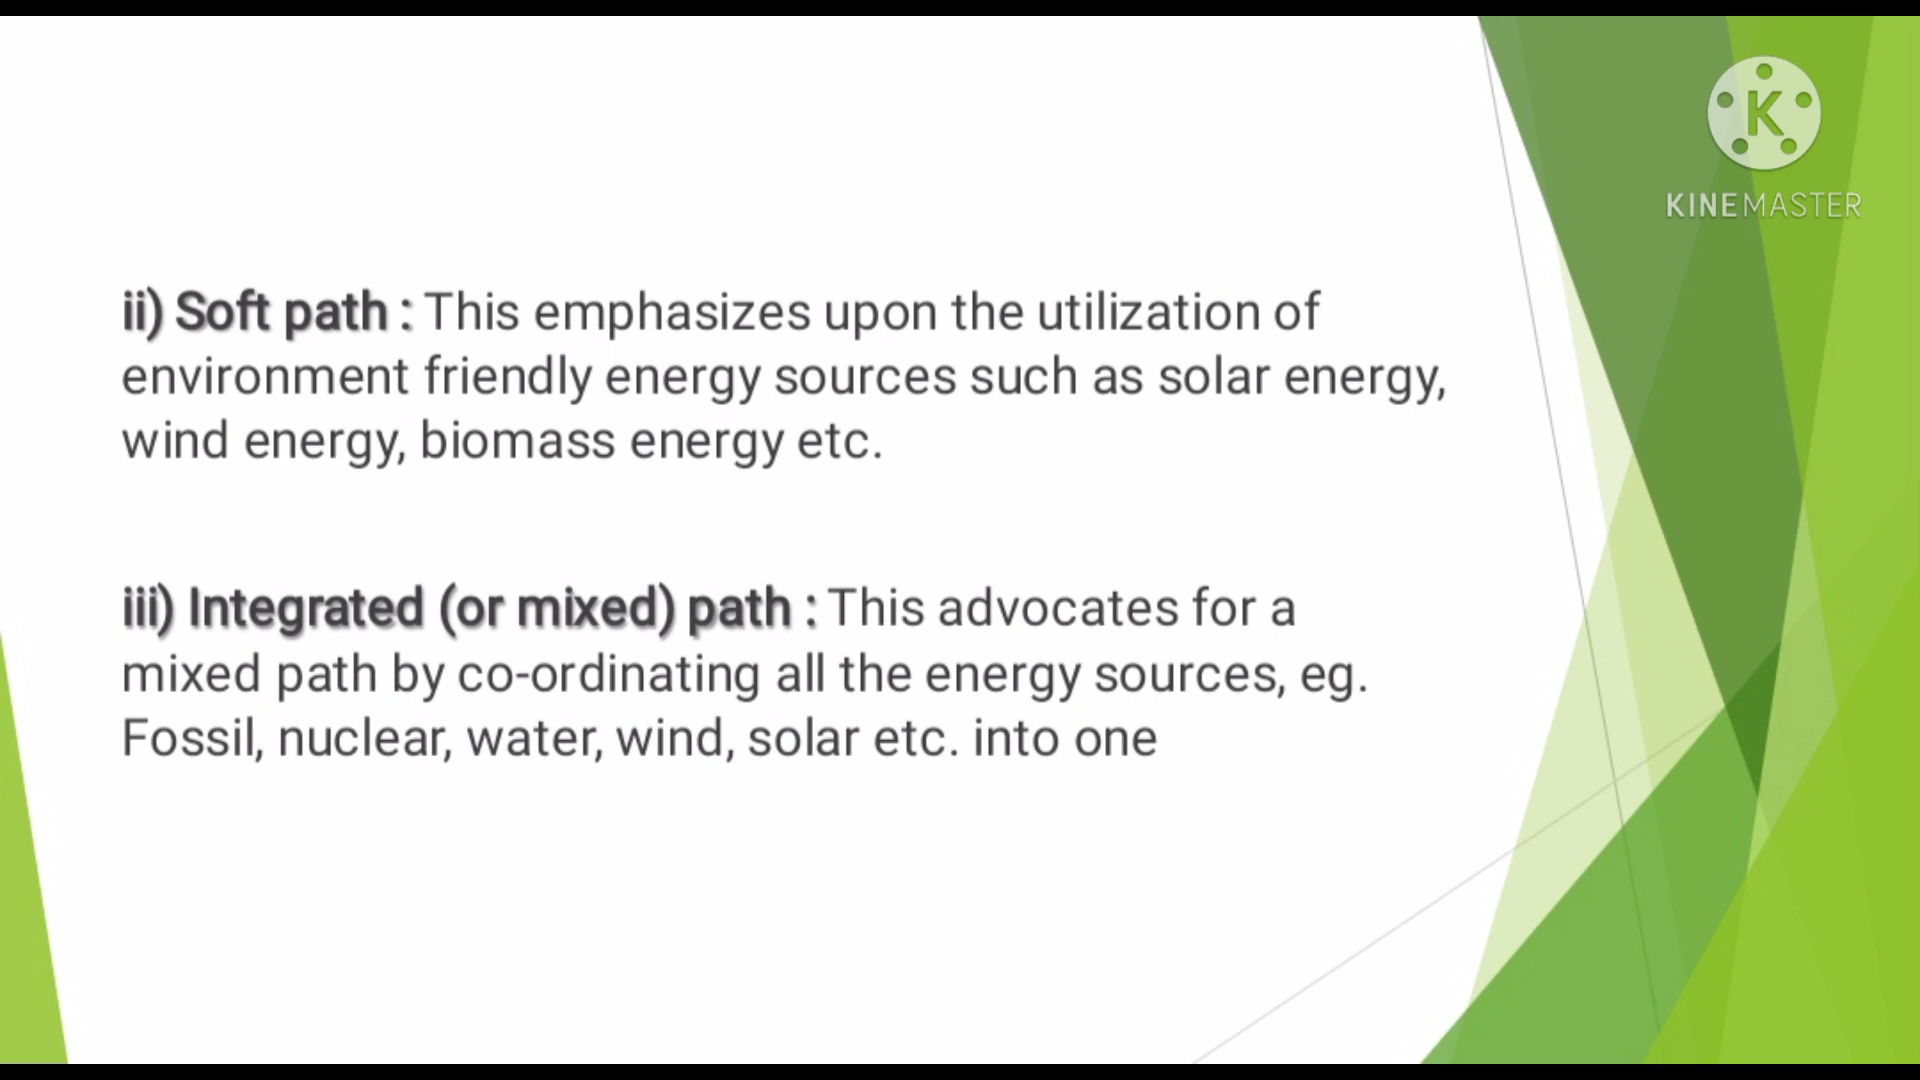 K
KINEMASTER
ii) Soft path : This emphasizes upon the utilization of
environment friendly energy sources such as solar energy,
wind energy, biomass energy etc.
iii) Integrated (or mixed) path : This advocates for a
mixed path by co-ordinating all the energy sources, eg.
Fossil, nuclear, water, wind, solar etc. into one